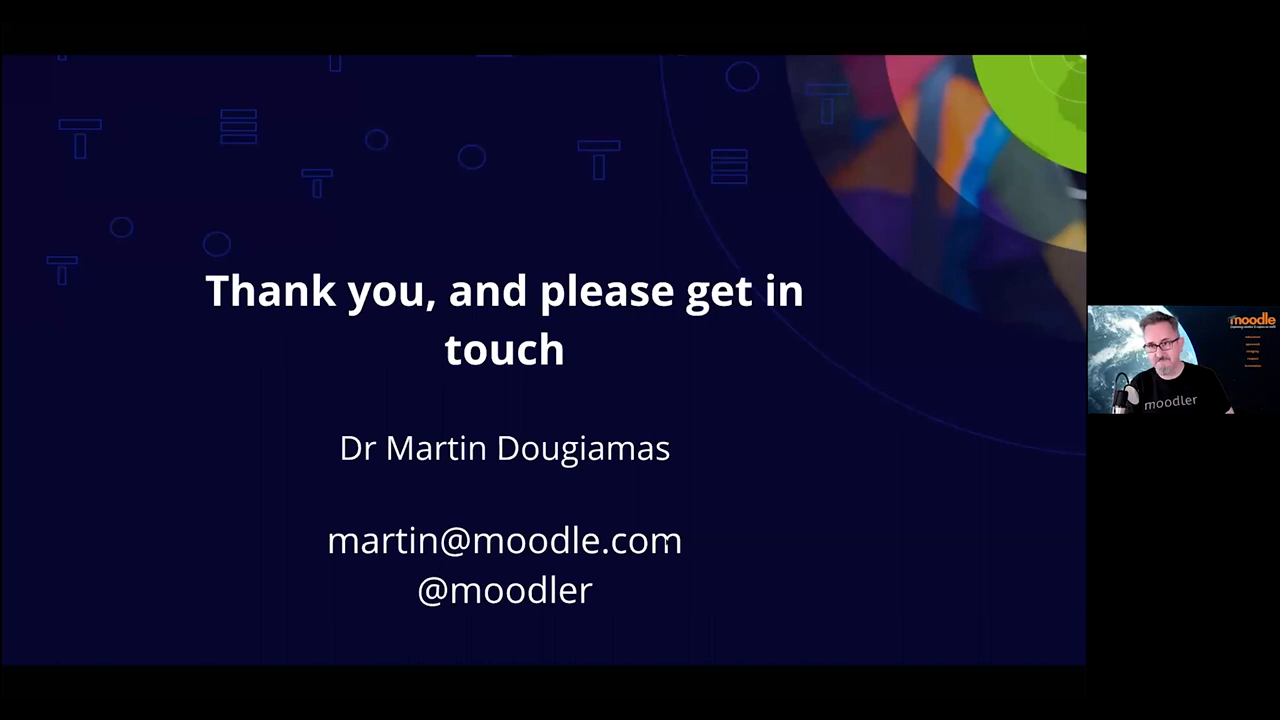 Thank you, and please get in
touch
Dr Martin Dougiamas
martin@moodle.com
@moodler
moodle
moodler